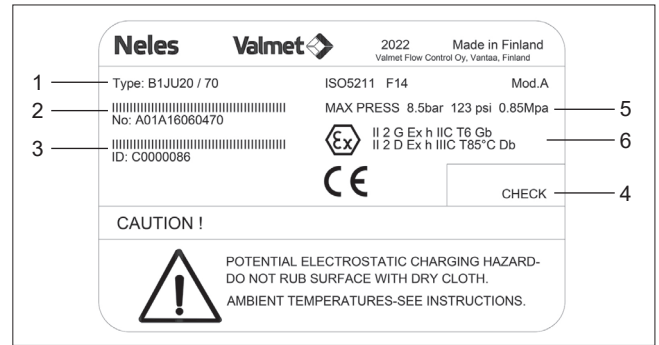 Neles Valmet 2022 Made in Finland
Valmet Flow Control Oy, Vantaa, Finland
1 Type: B1JU20 / 70 ISO5211 F14 Mod.A
2 No: A01A16060470 MAX PRESS 8.5bar 123 psi 0.85Mpa 5
3 ID: C0000086 Ex II 2 G Ex h IIC T6 Gb
II 2 D Ex h IIIC T85°C Db 6
CE CHECK 4
CAUTION !
POTENTIAL ELECTROSTATIC CHARGING HAZARD-
DO NOT RUB SURFACE WITH DRY CLOTH.
AMBIENT TEMPERATURES-SEE INSTRUCTIONS.